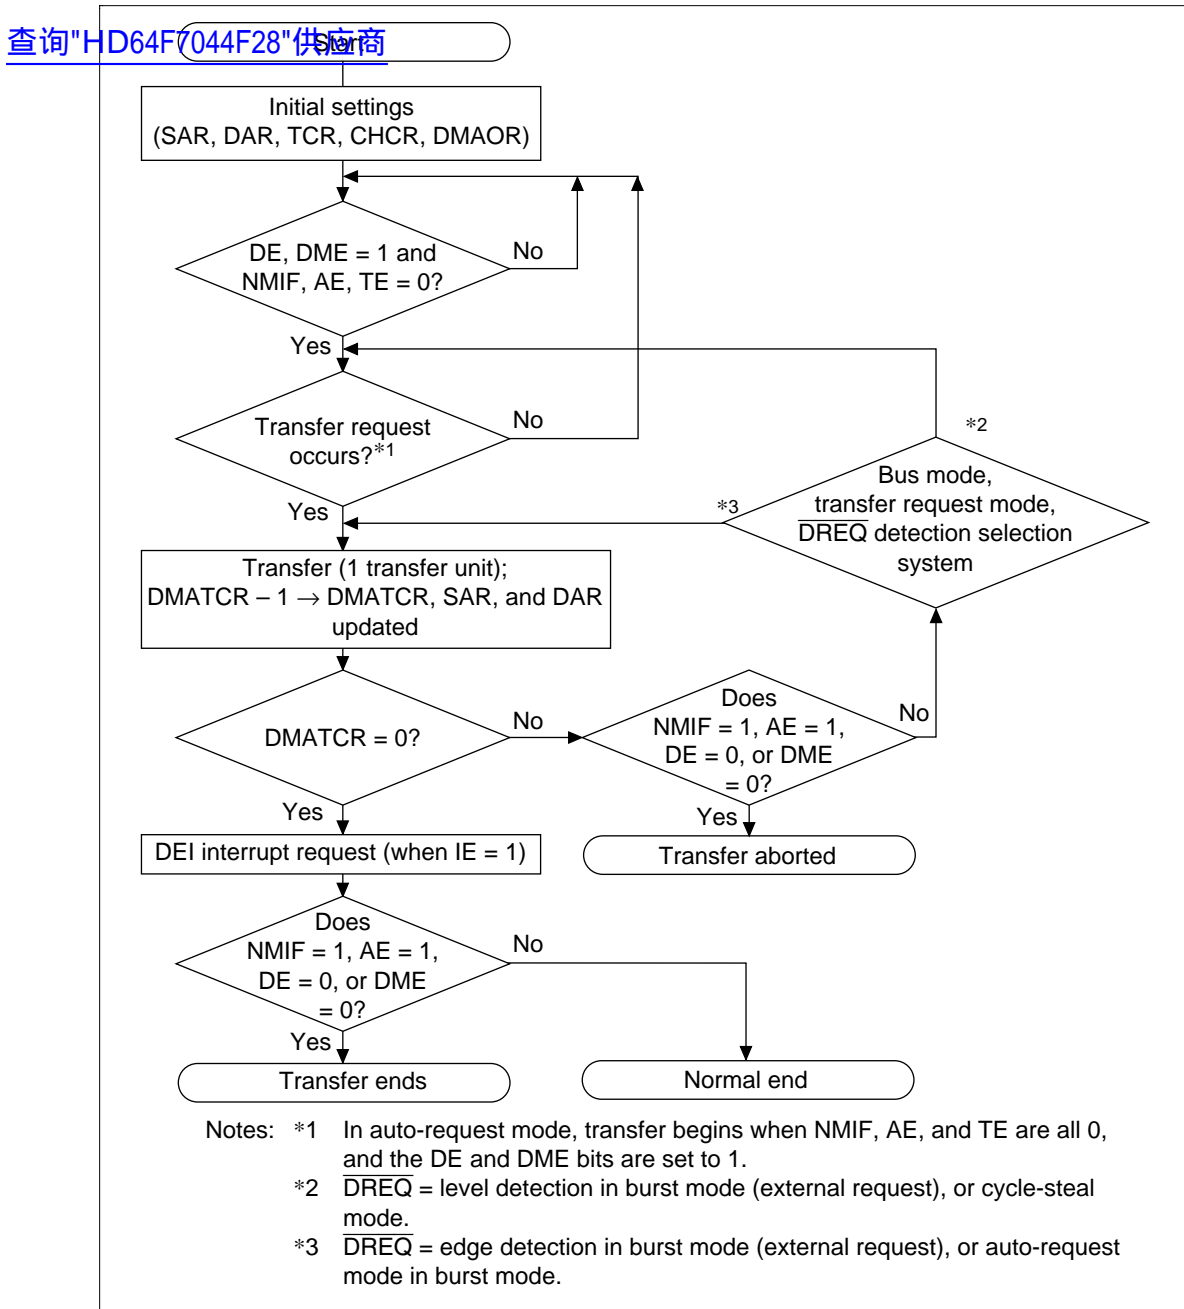 查询"HD64F7044F28"供应商
Start
Initial settings
(SAR, DAR, TCR, CHCR, DMAOR)
DE, DME = 1 and
NMIF, AE, TE = 0?
No
Yes
Transfer request
occurs?*1
No
Yes
*2
Bus mode,
transfer request mode,
DREQ detection selection
system
*3
Transfer (1 transfer unit);
DMATCR – 1 → DMATCR, SAR, and DAR
updated
DMATCR = 0?
No
Does
NMIF = 1, AE = 1,
DE = 0, or DME
= 0?
No
Yes
Transfer aborted
Yes
DEI interrupt request (when IE = 1)
Does
NMIF = 1, AE = 1,
DE = 0, or DME
= 0?
No
Yes
Transfer ends
Normal end
Notes: *1 In auto-request mode, transfer begins when NMIF, AE, and TE are all 0,
and the DE and DME bits are set to 1.
*2 DREQ = level detection in burst mode (external request), or cycle-steal
mode.
*3 DREQ = edge detection in burst mode (external request), or auto-request
mode in burst mode.